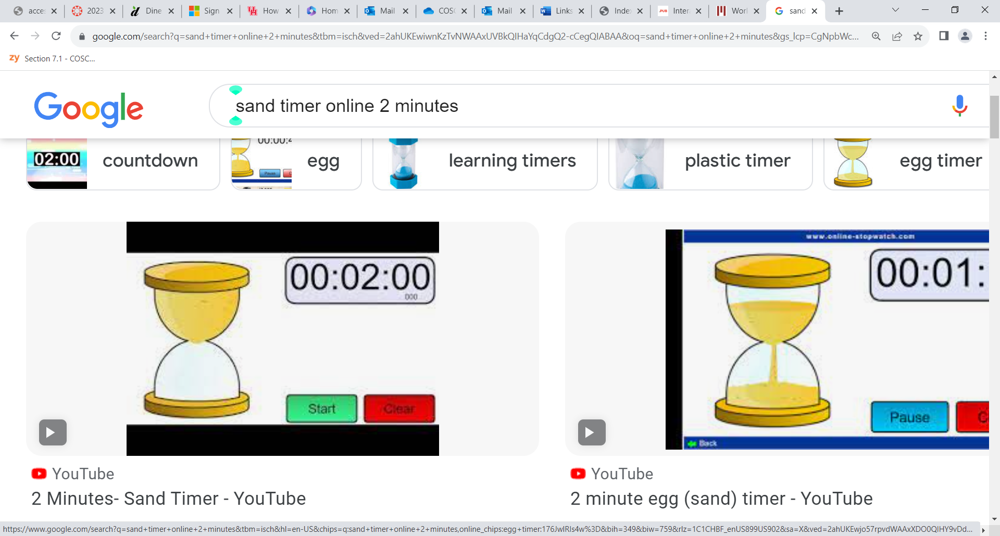 acce
2023
Dine
Sign
How
Hom
Mail
COSC
Mail
Links
Inde
.PUB
Inter
Worl
sand
google.com/search?q=sand+timer+online+2+minutes&tbm=isch&ved=2ahUKEwiwnKzTvNWAAxUVBkQIHaYqCdgQ2-cCegQIABAA&oq=sand+timer+online+2+minutes&gs_lcp=CgNpbWc...
zy Section 7.1 - COSC...
Google
sand timer online 2 minutes
02:00
countdown
00:00:
Pause
egg
learning timers
plastic timer
egg timer
00:02:00
000
Start
Clear
www.online-stopwatch.com
00:01:
Pause
C
Back
YouTube
2 Minutes- Sand Timer - YouTube
YouTube
2 minute egg (sand) timer - YouTube
https://www.google.com/search?q=sand+timer+online+2+minutes&tbm=isch&hl=en-US&chips=q:sand+timer+online+2+minutes,online_chips:egg+timer:176JwlRIs4w%3D&bih=349&biw=759&rlz=1C1CHBF_enUS899US902&sa=X&ved=2ahUKEwjo57rpvdWAAxXDO0QIHY9vDd...